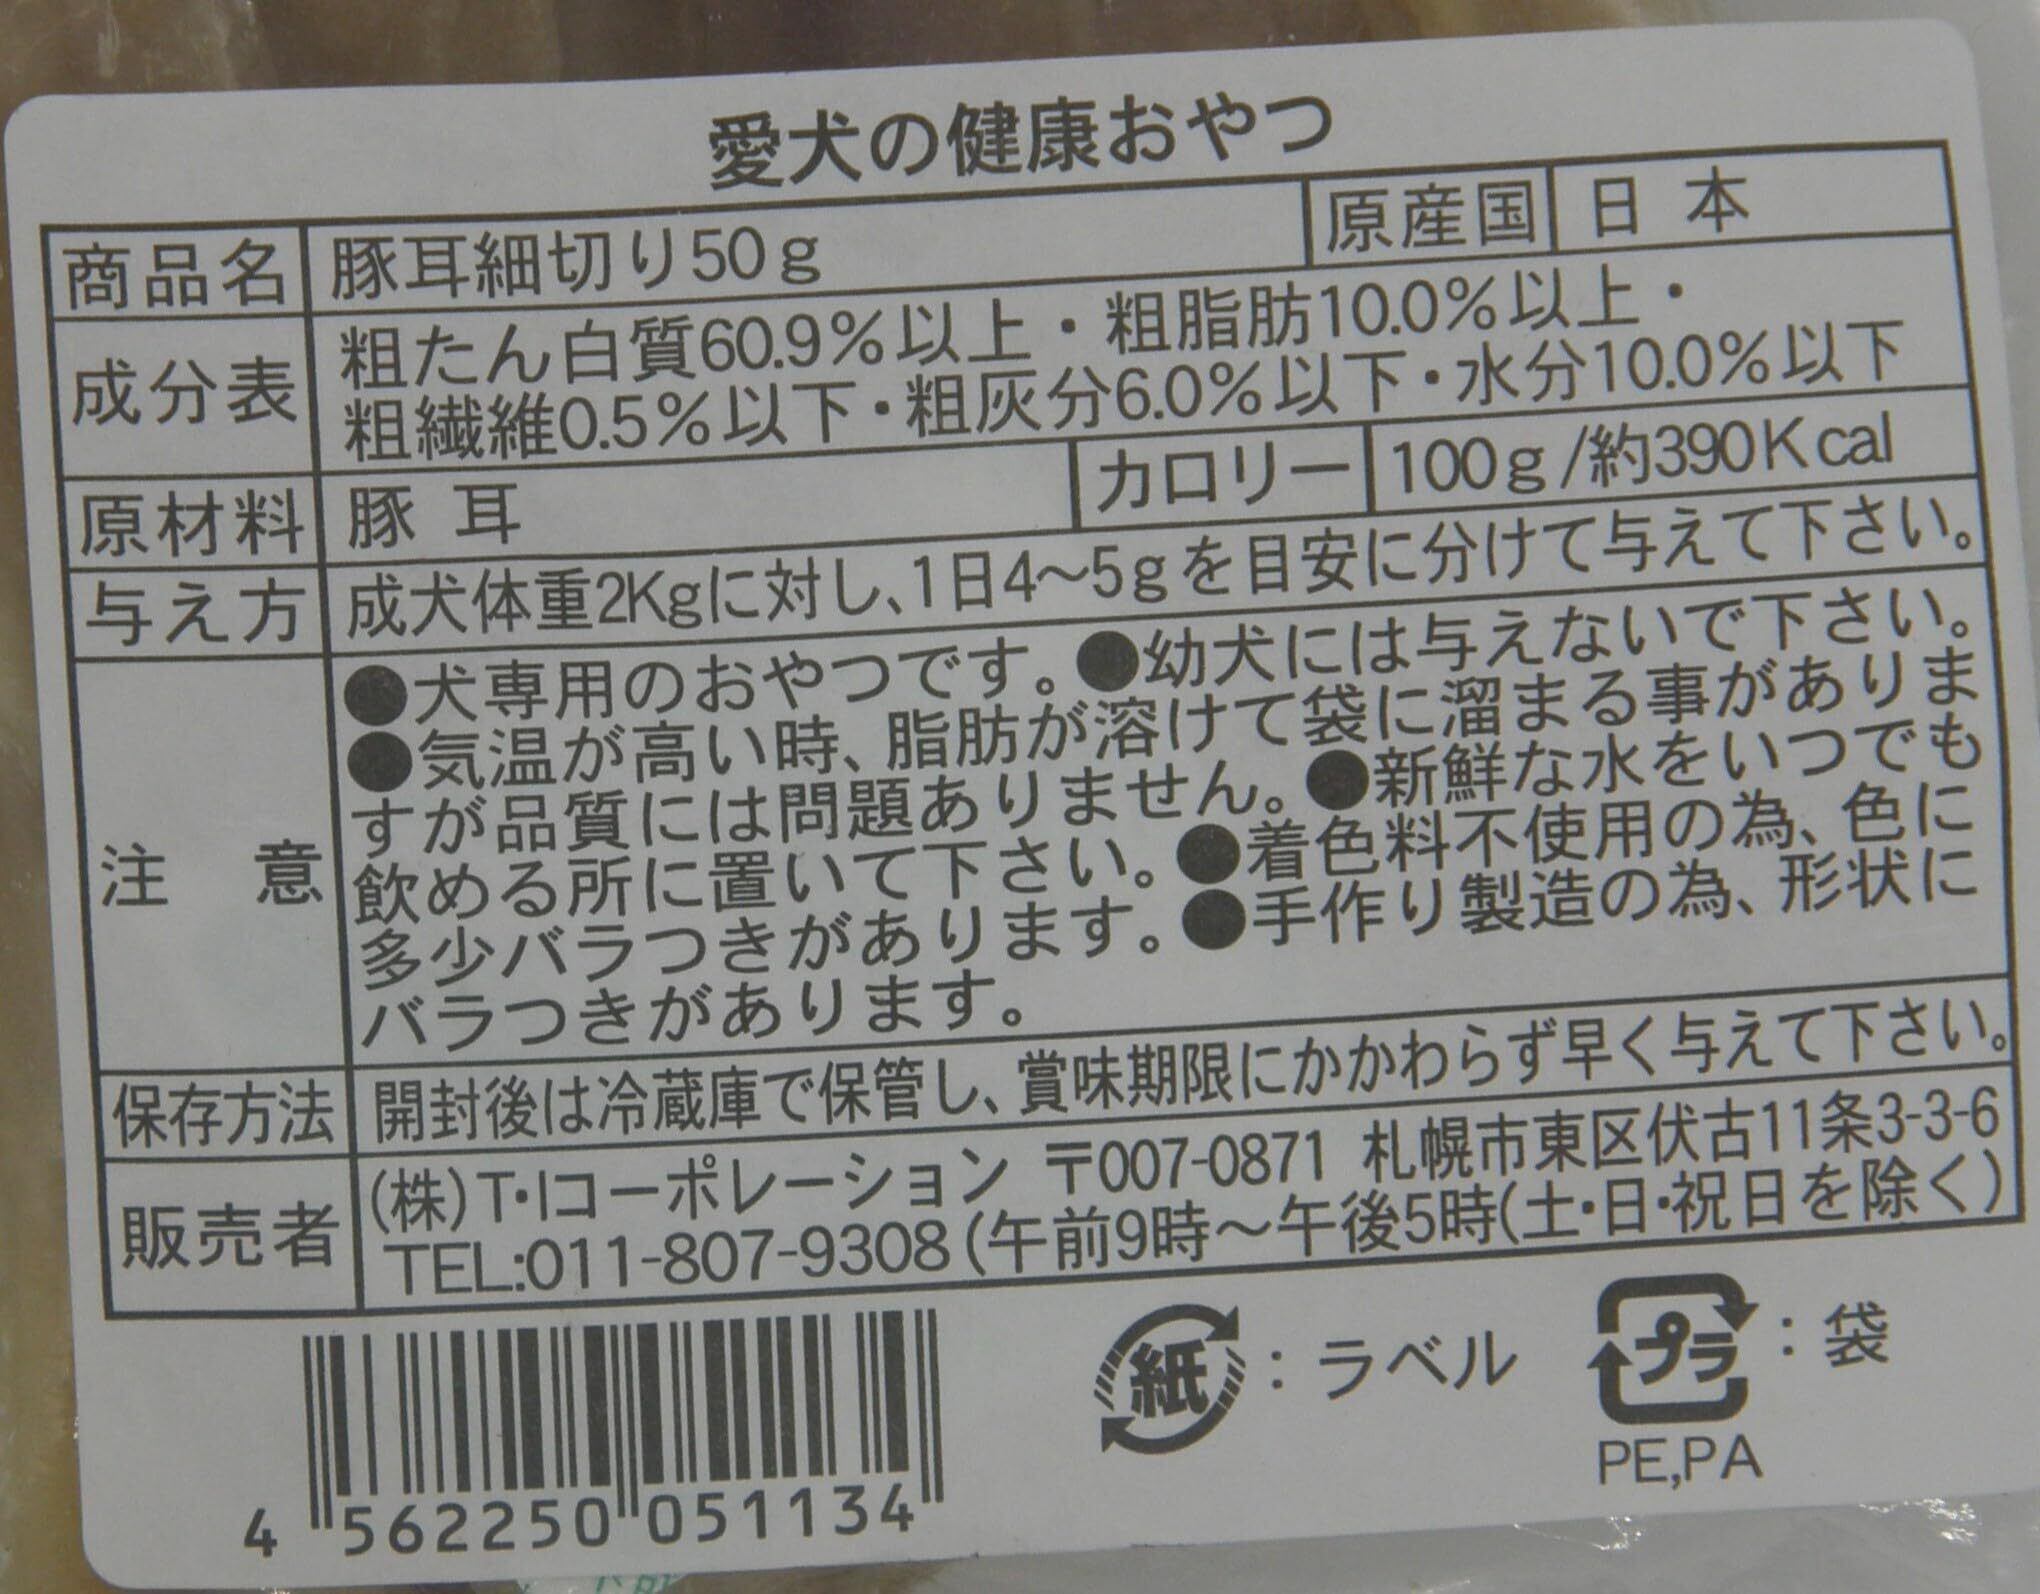 愛犬の健康おやつ
商品名 豚耳細切り50g 原産国 日本
成分表 粗たん白質60.9%以上・粗脂肪10.0%以上・
粗繊維0.5%以下・粗灰分6.0%以下・水分10.0%以下
原材料 豚耳 カロリー 100g/約390Kcal
与え方 成犬体重2Kgに対し、1日4~5gを目安に分けて与えて下さい。
注意 ●犬専用のおやつです。●幼犬には与えないで下さい。
●気温が高い時、脂肪が溶けて袋に溜まる事がありま
すが品質には問題ありません。●新鮮な水をいつでも
飲める所に置いて下さい。●着色料不使用の為、色に
多少バラつきがあります。●手作り製造の為、形状に
バラつきがあります。
保存方法 開封後は冷蔵庫で保管し、賞味期限にかかわらず早く与えて下さい。
販売者 (株)T・Iコーポレーション 〒007-0871 札幌市東区伏古11条3-3-6
TEL:011-807-9308(午前9時~午後5時(土・日・祝日を除く)
紙:ラベル プラ:袋
PE,PA
4 562250 051134